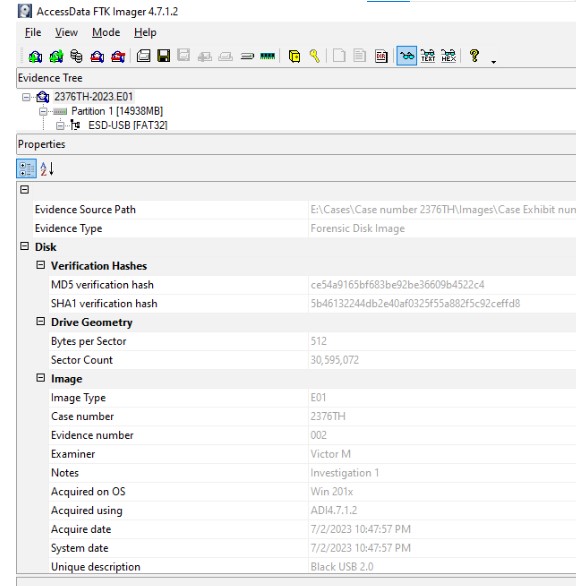 AccessData FTK Imager 4.7.1.2
File View Mode Help
Evidence Tree
2376TH-2023.E01
Partition 1 [14938MB]
ESD-USB [FAT32]
Properties
Evidence Source Path E:\Cases\Case number 2376TH\Images\Case Exhibit num
Evidence Type Forensic Disk Image
Disk
Verification Hashes
MD5 verification hash ce54a9165bf683be92be36609b4522c4
SHA1 verification hash 5b46132244db2e40af0325f55a882f5c92ceffd8
Drive Geometry
Bytes per Sector 512
Sector Count 30,595,072
Image
Image Type E01
Case number 2376TH
Evidence number 002
Examiner Victor M
Notes Investigation 1
Acquired on OS Win 201x
Acquired using ADI4.7.1.2
Acquire date 7/2/2023 10:47:57 PM
System date 7/2/2023 10:47:57 PM
Unique description Black USB 2.0